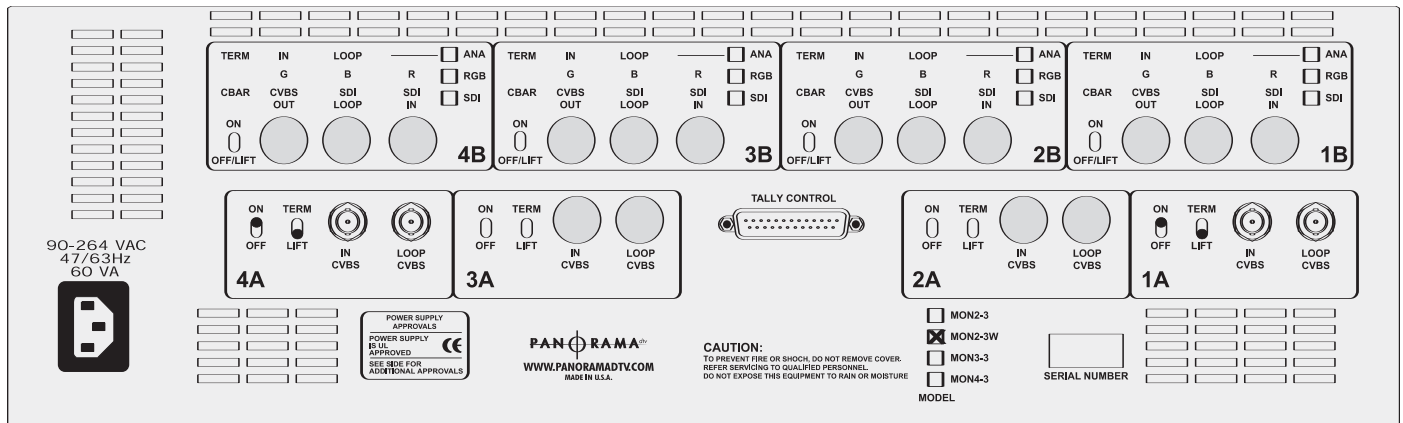 TERM IN LOOP ANA
G B R RGB
CBAR CVBS OUT SDI LOOP SDI IN SDI
ON
OFF/LIFT 4B
TERM IN LOOP ANA
G B R RGB
CBAR CVBS OUT SDI LOOP SDI IN SDI
ON
OFF/LIFT 3B
TERM IN LOOP ANA
G B R RGB
CBAR CVBS OUT SDI LOOP SDI IN SDI
ON
OFF/LIFT 2B
TERM IN LOOP ANA
G B R RGB
CBAR CVBS OUT SDI LOOP SDI IN SDI
ON
OFF/LIFT 1B
90-264 VAC
47/63Hz
60 VA
ON TERM
OFF LIFT IN CVBS LOOP CVBS
4A
ON TERM
OFF LIFT IN CVBS LOOP CVBS
3A
TALLY CONTROL
ON TERM
OFF LIFT IN CVBS LOOP CVBS
2A
ON TERM
OFF LIFT IN CVBS LOOP CVBS
1A
POWER SUPPLY
APPROVALS
POWER SUPPLY
IS UL
APPROVED CE
SEE SIDE FOR
ADDITIONAL APPROVALS
PANORAMA dtv
WWW.PANORAMADTV.COM
MADE IN U.S.A.
CAUTION:
TO PREVENT FIRE OR SHOCH, DO NOT REMOVE COVER.
REFER SERVICING TO QUALIFIED PERSONNEL.
DO NOT EXPOSE THIS EQUIPMENT TO RAIN OR MOISTURE
MON2-3
MON2-3W
MON3-3
MON4-3
MODEL
SERIAL NUMBER